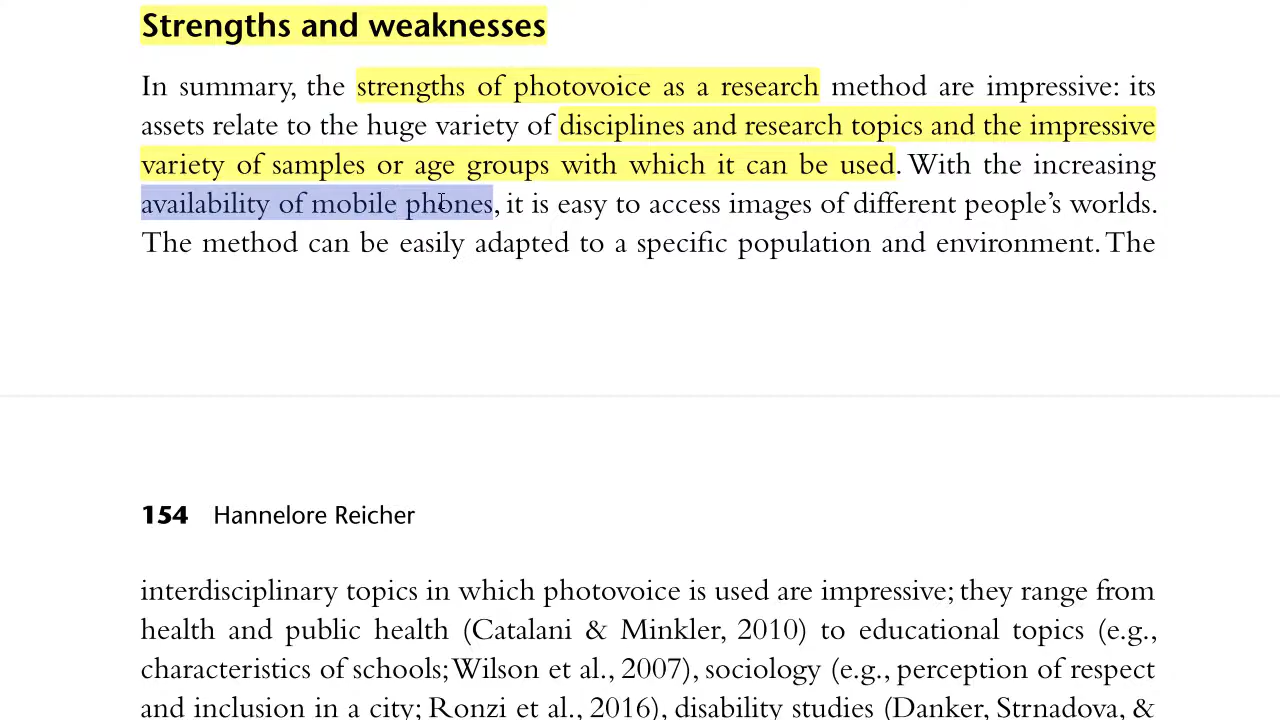 Strengths and weaknesses
In summary, the strengths of photovoice as a research method are impressive: its
assets relate to the huge variety of disciplines and research topics and the impressive
variety of samples or age groups with which it can be used. With the increasing
availability of mobile phones, it is easy to access images of different people's worlds.
The method can be easily adapted to a specific population and environment. The
154 Hannelore Reicher
interdisciplinary topics in which photovoice is used are impressive; they range from
health and public health (Catalani & Minkler, 2010) to educational topics (e.g.,
characteristics of schools; Wilson et al., 2007), sociology (e.g., perception of respect
and inclusion in a city; Ronzi et al., 2016), disability studies (Danker, Strnadova, &